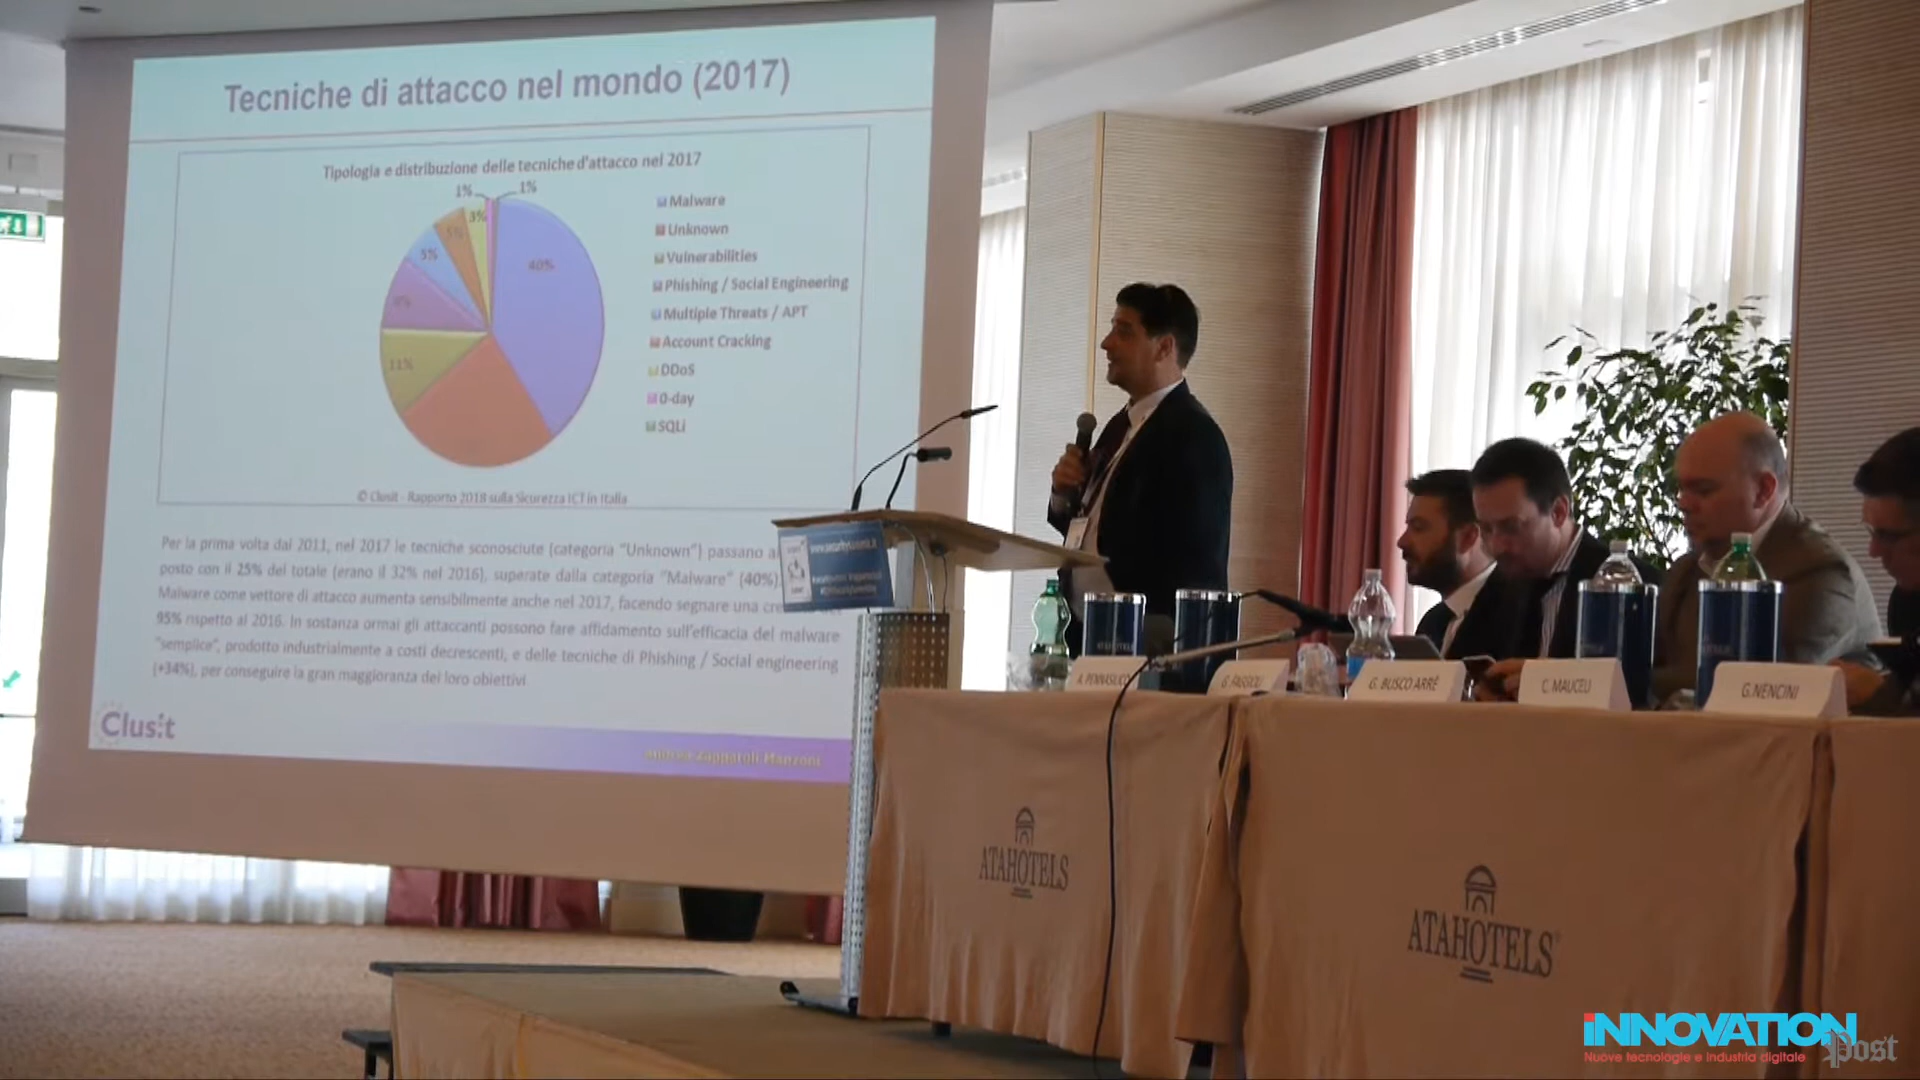 Tecniche di attacco nel mondo (2017)
Tipologia e distribuzione delle tecniche d'attacco nel 2017
1%
1%
3%
5%
5%
40%
11%
Malware
Unknown
Vulnerabilities
Phishing / Social Engineering
Multiple Threats / APT
Account Cracking
DDoS
0-day
SQLi
© Clusit - Rapporto 2018 sulla Sicurezza ICT in Italia
Per la prima volta dal 2011, nel 2017 le tecniche sconosciute (categoria "Unknown") passano a
posto con il 25% del totale (erano il 32% nel 2016), superate dalla categoria "Malware" (40%).
Malware come vettore di attacco aumenta sensibilmente anche nel 2017, facendo segnare una
95% rispetto al 2016. In sostanza ormai gli attaccanti possono fare affidamento sull'efficacia del malware
"semplice", prodotto industrialmente a costi decrescenti, e delle tecniche di Phishing / Social engineering
(+34%), per conseguire la gran maggioranza dei loro obiettivi
Clusit
Andrea Zapparoli Manzoni
G. BUSCO ARRÈ
C. MAUCELI
G.NENCINI
ATAHOTELS
ATAHOTELS
INNOVATION
Post
Nuove tecnologie e industria digitale